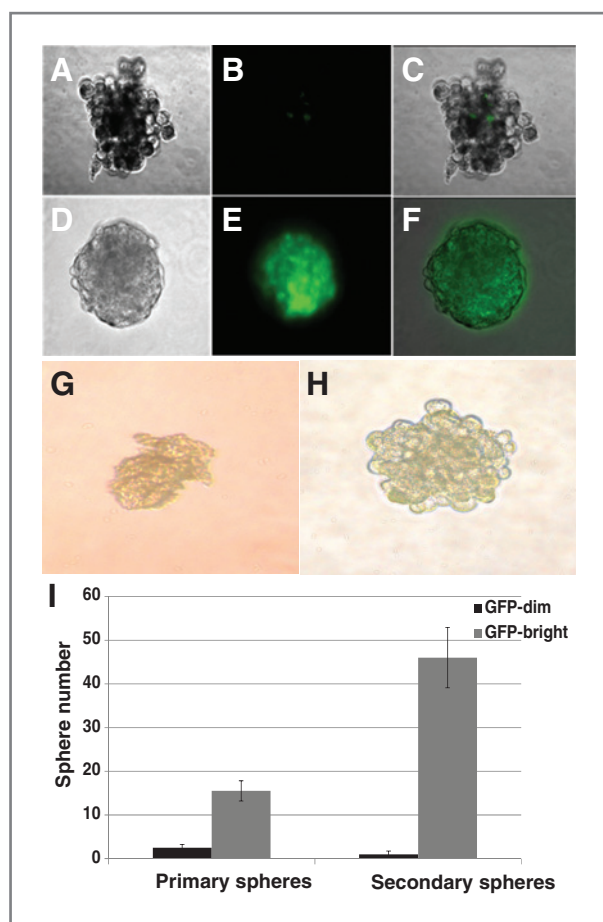 A
B
C
D
E
F
G
H
I
60
50
40
30
20
10
0
Sphere number
GFP-dim
GFP-bright
Primary spheres
Secondary spheres